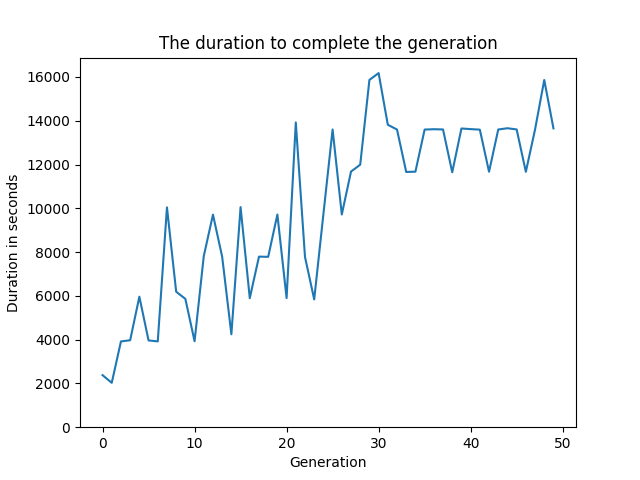 The duration to complete the generation
16000
14000
12000
10000
8000
6000
4000
2000
0
Duration in seconds
0 10 20 30 40 50
Generation